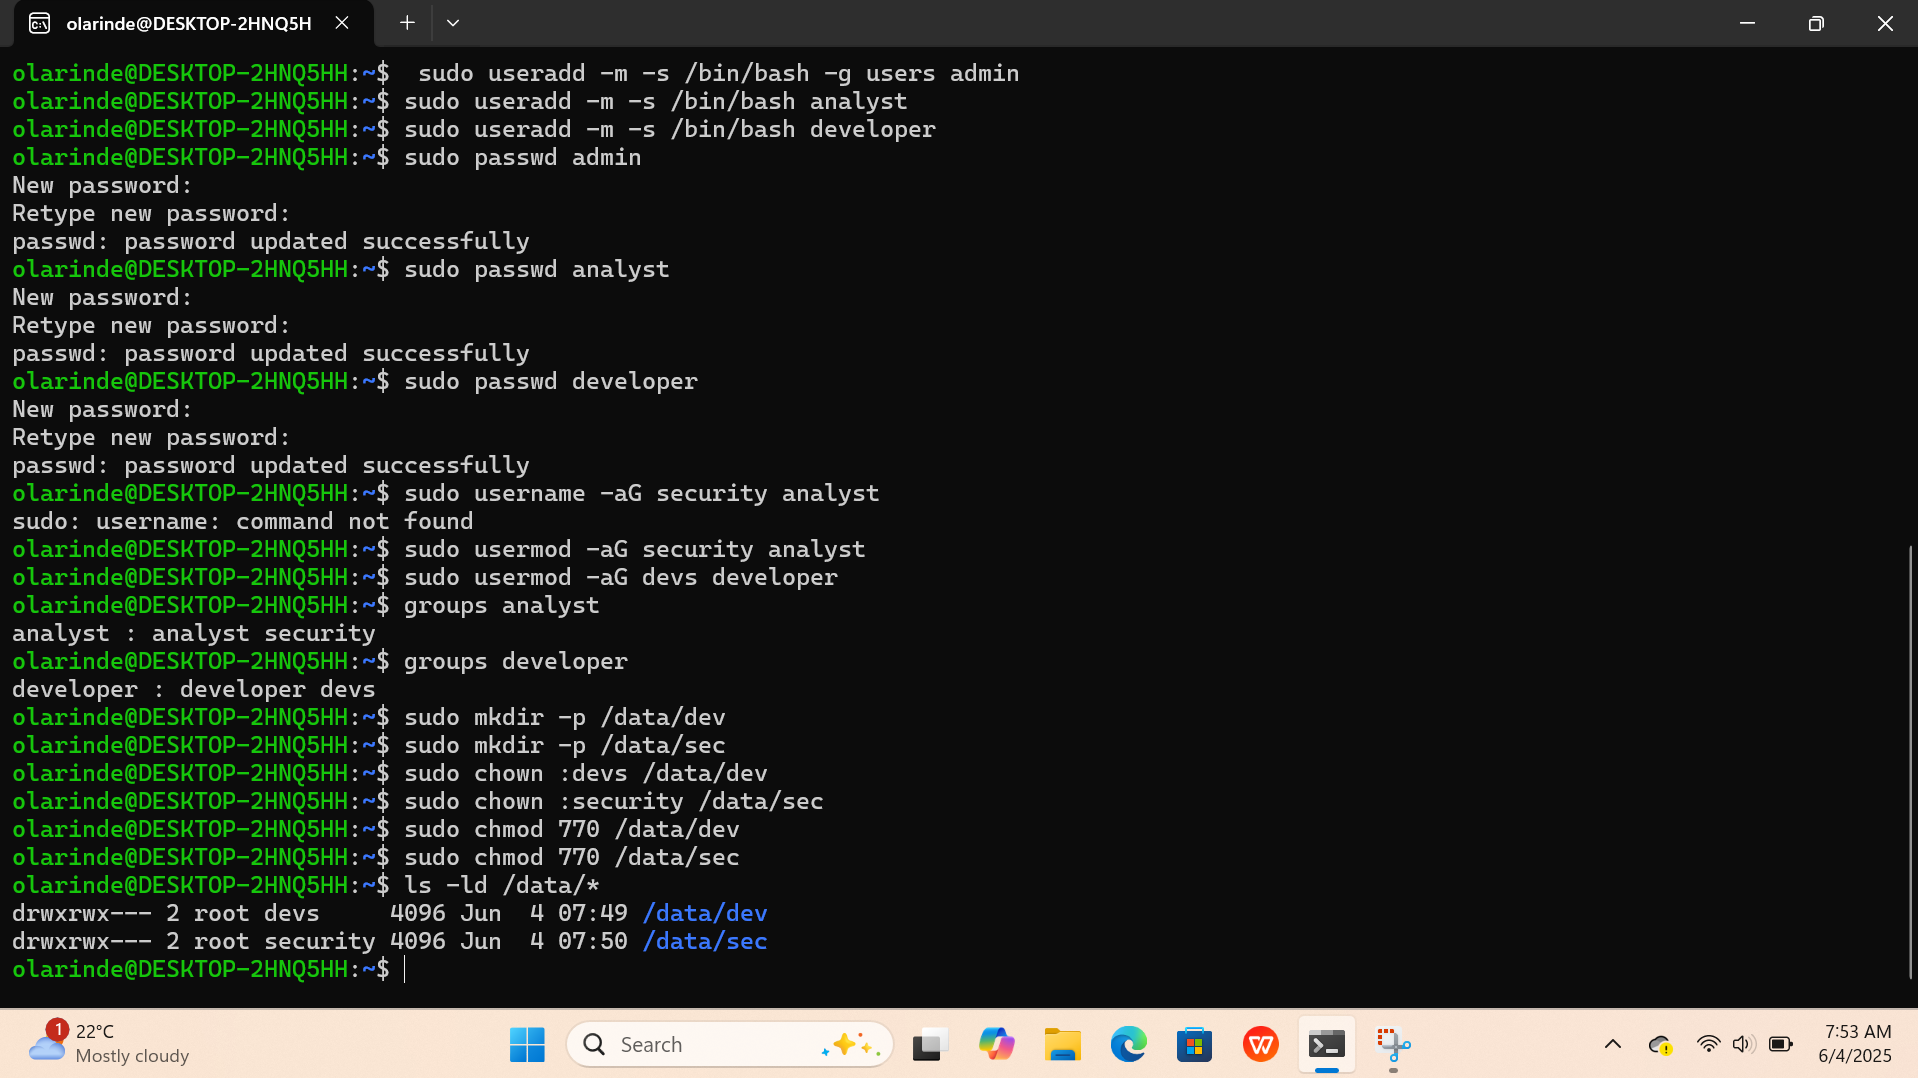 olarinde@DESKTOP-2HNQ5H
olarinde@DESKTOP-2HNQ5HH:~$  sudo useradd -m -s /bin/bash -g users admin
olarinde@DESKTOP-2HNQ5HH:~$ sudo useradd -m -s /bin/bash analyst
olarinde@DESKTOP-2HNQ5HH:~$ sudo useradd -m -s /bin/bash developer
olarinde@DESKTOP-2HNQ5HH:~$ sudo passwd admin
New password:
Retype new password:
passwd: password updated successfully
olarinde@DESKTOP-2HNQ5HH:~$ sudo passwd analyst
New password:
Retype new password:
passwd: password updated successfully
olarinde@DESKTOP-2HNQ5HH:~$ sudo passwd developer
New password:
Retype new password:
passwd: password updated successfully
olarinde@DESKTOP-2HNQ5HH:~$ sudo username -aG security analyst
sudo: username: command not found
olarinde@DESKTOP-2HNQ5HH:~$ sudo usermod -aG security analyst
olarinde@DESKTOP-2HNQ5HH:~$ sudo usermod -aG devs developer
olarinde@DESKTOP-2HNQ5HH:~$ groups analyst
analyst : analyst security
olarinde@DESKTOP-2HNQ5HH:~$ groups developer
developer : developer devs
olarinde@DESKTOP-2HNQ5HH:~$ sudo mkdir -p /data/dev
olarinde@DESKTOP-2HNQ5HH:~$ sudo mkdir -p /data/sec
olarinde@DESKTOP-2HNQ5HH:~$ sudo chown :devs /data/dev
olarinde@DESKTOP-2HNQ5HH:~$ sudo chown :security /data/sec
olarinde@DESKTOP-2HNQ5HH:~$ sudo chmod 770 /data/dev
olarinde@DESKTOP-2HNQ5HH:~$ sudo chmod 770 /data/sec
olarinde@DESKTOP-2HNQ5HH:~$ ls -ld /data/*
drwxrwx--- 2 root devs     4096 Jun  4 07:49 /data/dev
drwxrwx--- 2 root security 4096 Jun  4 07:50 /data/sec
olarinde@DESKTOP-2HNQ5HH:~$
1
22°C
Mostly cloudy
Search
7:53 AM
6/4/2025